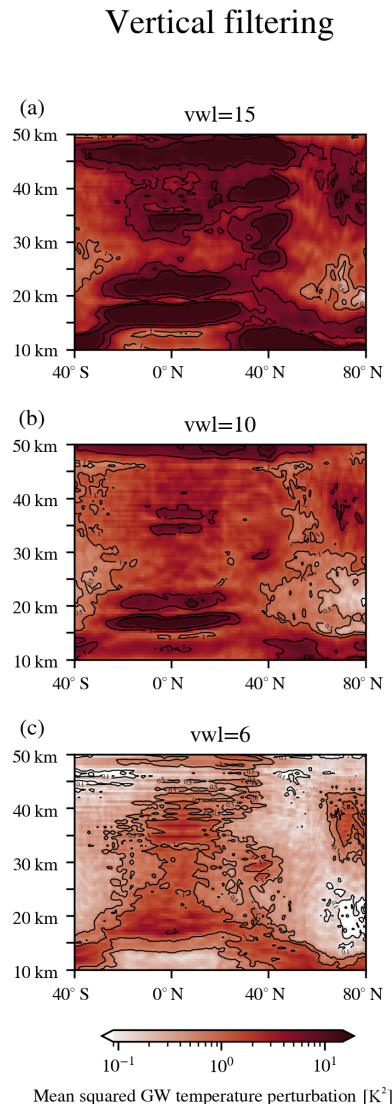 Vertical filtering
(a)
vwl=15
50 km
40 km
30 km
20 km
10 km
40° S
0° N
40° N
80° N
(b)
vwl=10
50 km
40 km
30 km
20 km
10 km
40° S
0° N
40° N
80° N
(c)
vwl=6
50 km
40 km
30 km
20 km
10 km
40° S
0° N
40° N
80° N
10⁻¹
10⁰
10¹
Mean squared GW temperature perturbation [K²]